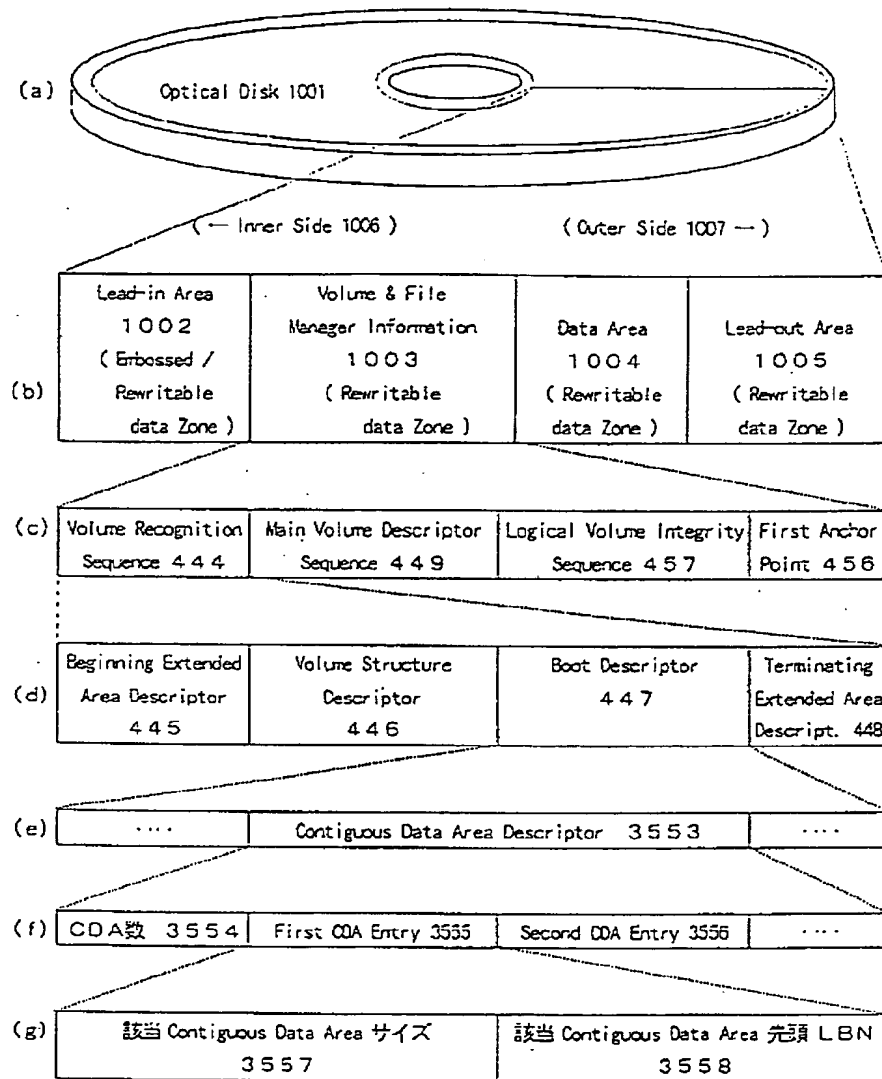 (a)
Optical Disk 1001
(← Inner Side 1006) (Outer Side 1007 →)
(b)
Lead-in Area
1002
(Embossed /
Rewritable
data Zone)
Volume & File
Manager Information
1003
(Rewritable
data Zone)
Data Area
1004
(Rewritable
data Zone)
Lead-out Area
1005
(Rewritable
data Zone)
(c)
Volume Recognition
Sequence 444
Main Volume Descriptor
Sequence 449
Logical Volume Integrity
Sequence 457
First Anchor
Point 456
(d)
Beginning Extended
Area Descriptor
445
Volume Structure
Descriptor
446
Boot Descriptor
447
Terminating
Extended Area
Descript. 448
(e)
････
Contiguous Data Area Descriptor 3553
････
(f)
CDA数 3554
First CDA Entry 3555
Second CDA Entry 3556
････
(g)
該当 Contiguous Data Area サイズ
3557
該当 Contiguous Data Area 先頭 LBN
3558